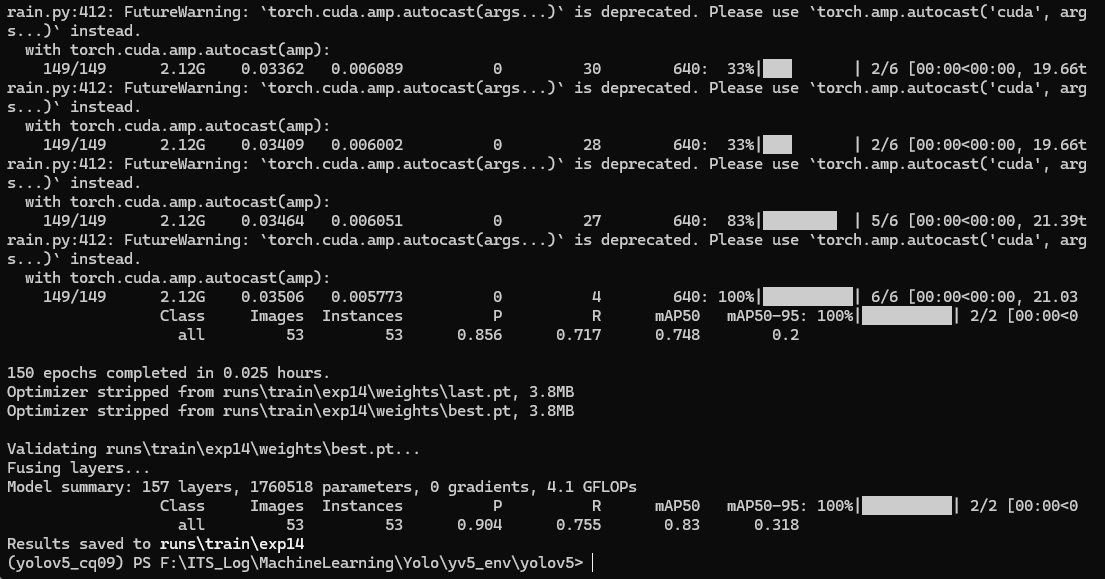 rain.py:412: FutureWarning: `torch.cuda.amp.autocast(args...)` is deprecated. Please use `torch.amp.autocast('cuda', arg
s...)` instead.
  with torch.cuda.amp.autocast(amp):
    149/149      2.12G    0.03362   0.006089          0         30        640:  33%|███       | 2/6 [00:00<00:00, 19.66t
rain.py:412: FutureWarning: `torch.cuda.amp.autocast(args...)` is deprecated. Please use `torch.amp.autocast('cuda', arg
s...)` instead.
  with torch.cuda.amp.autocast(amp):
    149/149      2.12G    0.03409   0.006002          0         28        640:  33%|███       | 2/6 [00:00<00:00, 19.66t
rain.py:412: FutureWarning: `torch.cuda.amp.autocast(args...)` is deprecated. Please use `torch.amp.autocast('cuda', arg
s...)` instead.
  with torch.cuda.amp.autocast(amp):
    149/149      2.12G    0.03464   0.006051          0         27        640:  83%|████████  | 5/6 [00:00<00:00, 21.39t
rain.py:412: FutureWarning: `torch.cuda.amp.autocast(args...)` is deprecated. Please use `torch.amp.autocast('cuda', arg
s...)` instead.
  with torch.cuda.amp.autocast(amp):
    149/149      2.12G    0.03506   0.005773          0          4        640: 100%|██████████| 6/6 [00:00<00:00, 21.03
                 Class     Images  Instances          P          R      mAP50   mAP50-95: 100%|██████████| 2/2 [00:00<0
                   all         53         53      0.856      0.717      0.748        0.2

150 epochs completed in 0.025 hours.
Optimizer stripped from runs\train\exp14\weights\last.pt, 3.8MB
Optimizer stripped from runs\train\exp14\weights\best.pt, 3.8MB

Validating runs\train\exp14\weights\best.pt...
Fusing layers...
Model summary: 157 layers, 1760518 parameters, 0 gradients, 4.1 GFLOPs
                 Class     Images  Instances          P          R      mAP50   mAP50-95: 100%|██████████| 2/2 [00:00<0
                   all         53         53      0.904      0.755       0.83      0.318
Results saved to runs\train\exp14
(yolov5_cq09) PS F:\ITS_Log\MachineLearning\Yolo\yv5_env\yolov5>